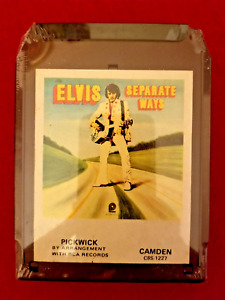 ELVIS SEPARATE
WAYS
PICKWICK
BY ARRANGEMENT
WITH RCA RECORDS
CAMDEN
C8S-1227